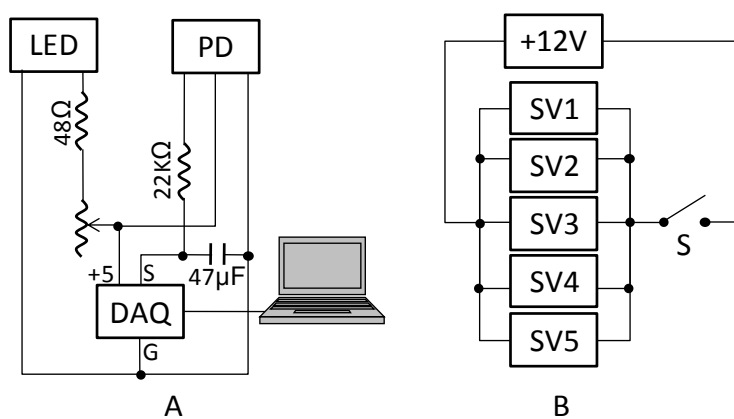 LED
PD
48Ω
22KΩ
+5
S
47µF
DAQ
G
A
+12V
SV1
SV2
SV3
SV4
SV5
S
B